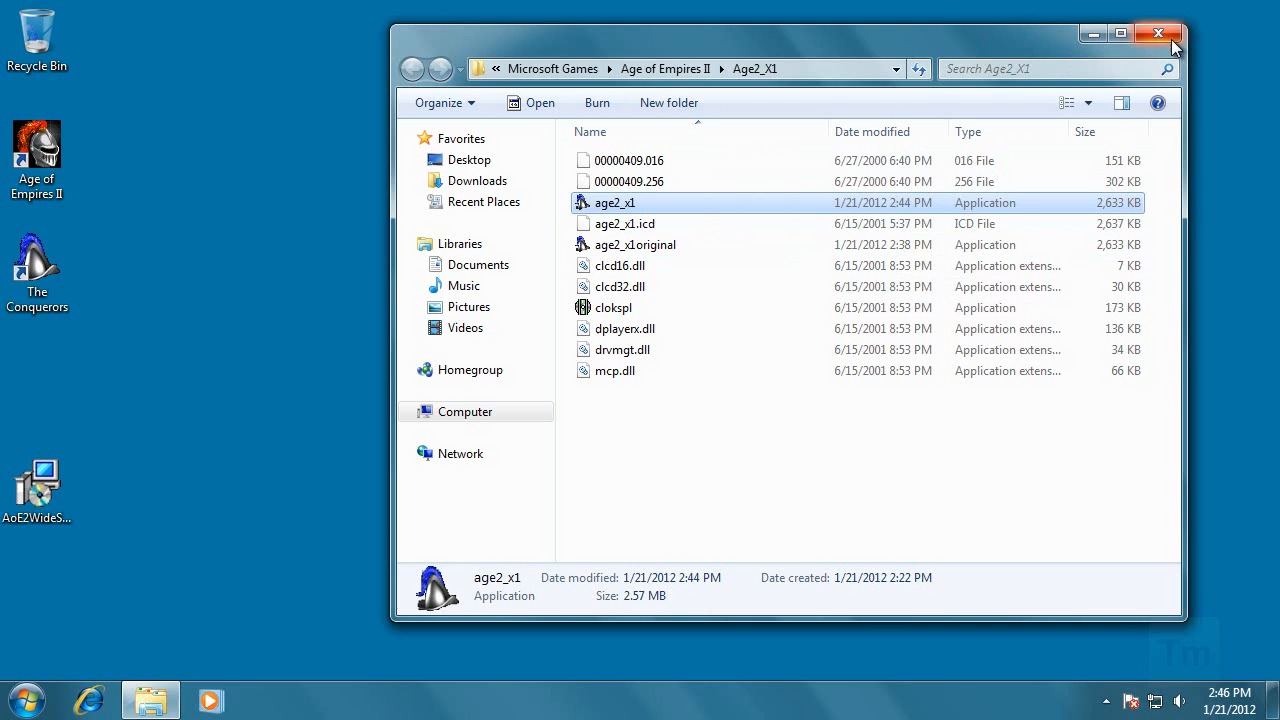 Recycle Bin
Age of
Empires II
The
Conquerors
AoE2WideS...
« Microsoft Games Age of Empires II Age2_X1
Search Age2_X1
Organize Open Burn New folder
Name Date modified Type Size
00000409.016 6/27/2000 6:40 PM 016 File 151 KB
00000409.256 6/27/2000 6:40 PM 256 File 302 KB
age2_x1 1/21/2012 2:44 PM Application 2,633 KB
age2_x1.icd 6/15/2001 5:37 PM ICD File 2,637 KB
age2_x1original 1/21/2012 2:38 PM Application 2,633 KB
clcd16.dll 6/15/2001 8:53 PM Application extens... 7 KB
clcd32.dll 6/15/2001 8:53 PM Application extens... 30 KB
clokspl 6/15/2001 8:53 PM Application 173 KB
dplayerx.dll 6/15/2001 8:53 PM Application extens... 136 KB
drvmgt.dll 6/15/2001 8:53 PM Application extens... 34 KB
mcp.dll 6/15/2001 8:53 PM Application extens... 66 KB
Favorites
Desktop
Downloads
Recent Places
Libraries
Documents
Music
Pictures
Videos
Homegroup
Computer
Network
age2_x1 Date modified: 1/21/2012 2:44 PM Date created: 1/21/2012 2:22 PM
Application Size: 2.57 MB
Tm
2:46 PM
1/21/2012